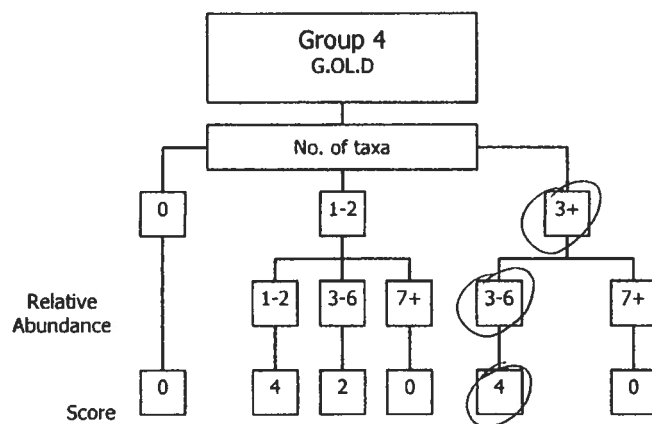 Group 4
G.OL.D
No. of taxa
0 1-2 3+
Relative
Abundance
1-2 3-6 7+ 3-6 7+
Score
0 4 2 0 4 0